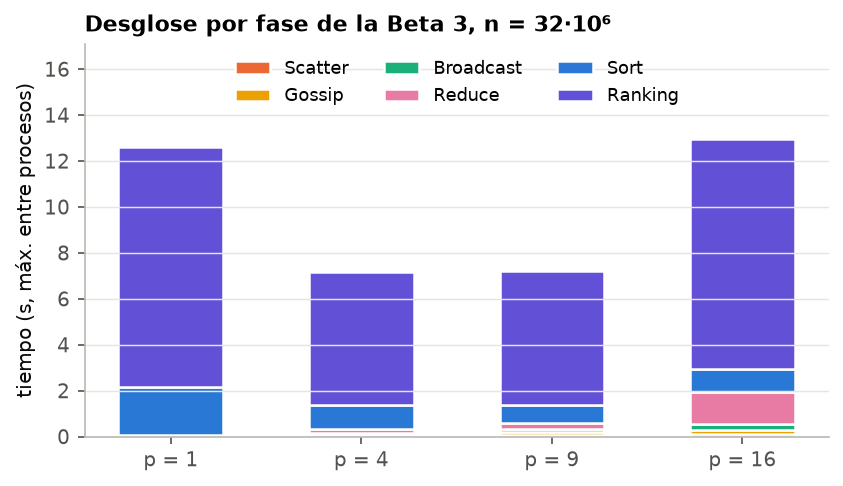 Desglose por fase de la Beta 3, n = 32·10⁶
Scatter Broadcast Sort
Gossip Reduce Ranking
tiempo (s, máx. entre procesos)
16
14
12
10
8
6
4
2
0
p = 1 p = 4 p = 9 p = 16